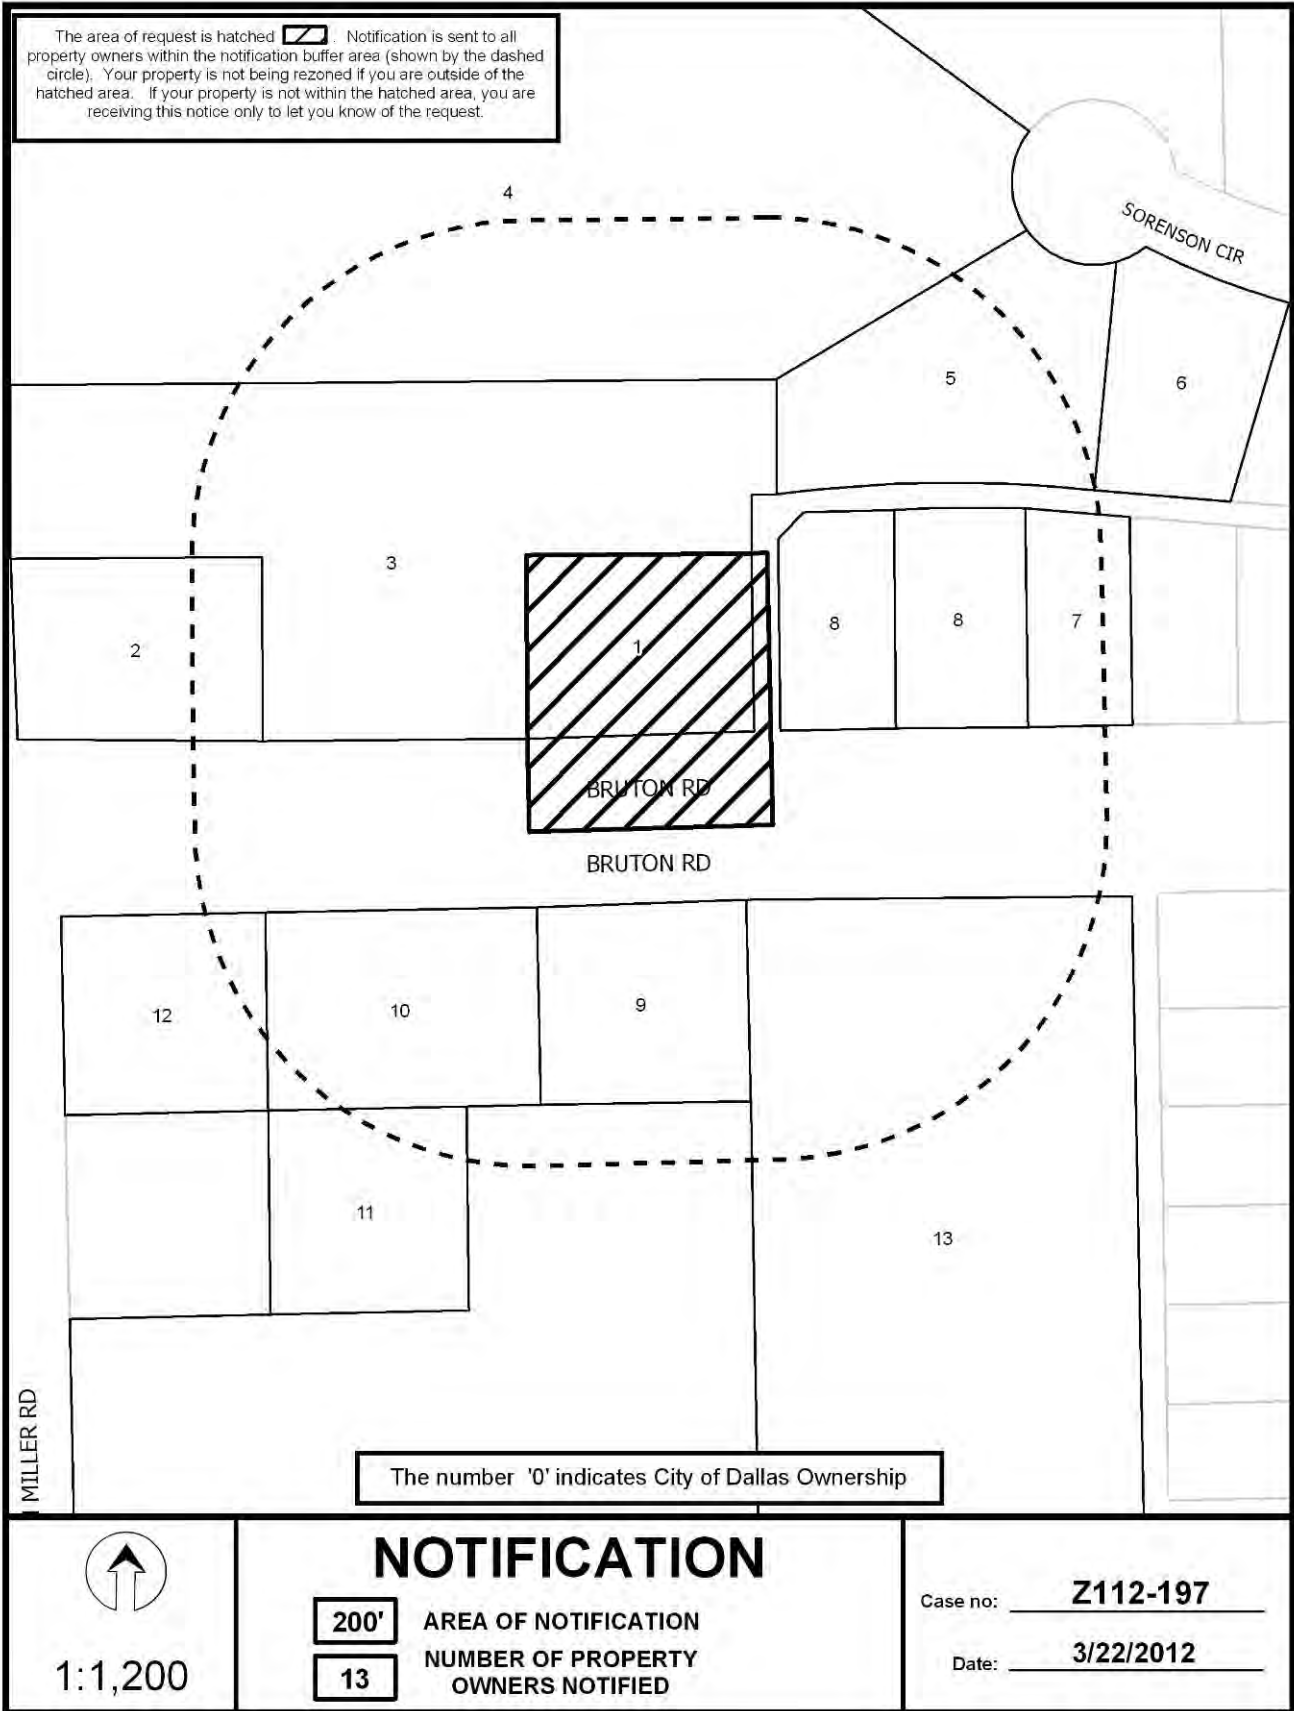 The area of request is hatched . Notification is sent to all
property owners within the notification buffer area (shown by the dashed
circle). Your property is not being rezoned if you are outside of the
hatched area. If your property is not within the hatched area, you are
receiving this notice only to let you know of the request.
4
SORENSON CIR
5
6
3
2
1
8
8
7
BRUTON RD
BRUTON RD
12
10
9
11
13
MILLER RD
The number '0' indicates City of Dallas Ownership
1:1,200
NOTIFICATION
200' AREA OF NOTIFICATION
13 NUMBER OF PROPERTY
OWNERS NOTIFIED
Case no: Z112-197
Date: 3/22/2012